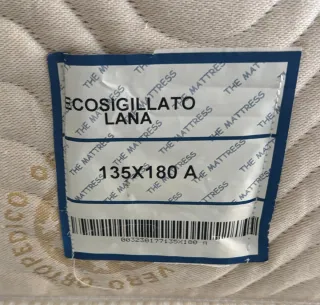 THE MATTRESS
ECOSIGILLATO
LANA
135X180 A
VERO ORTOPEDICO